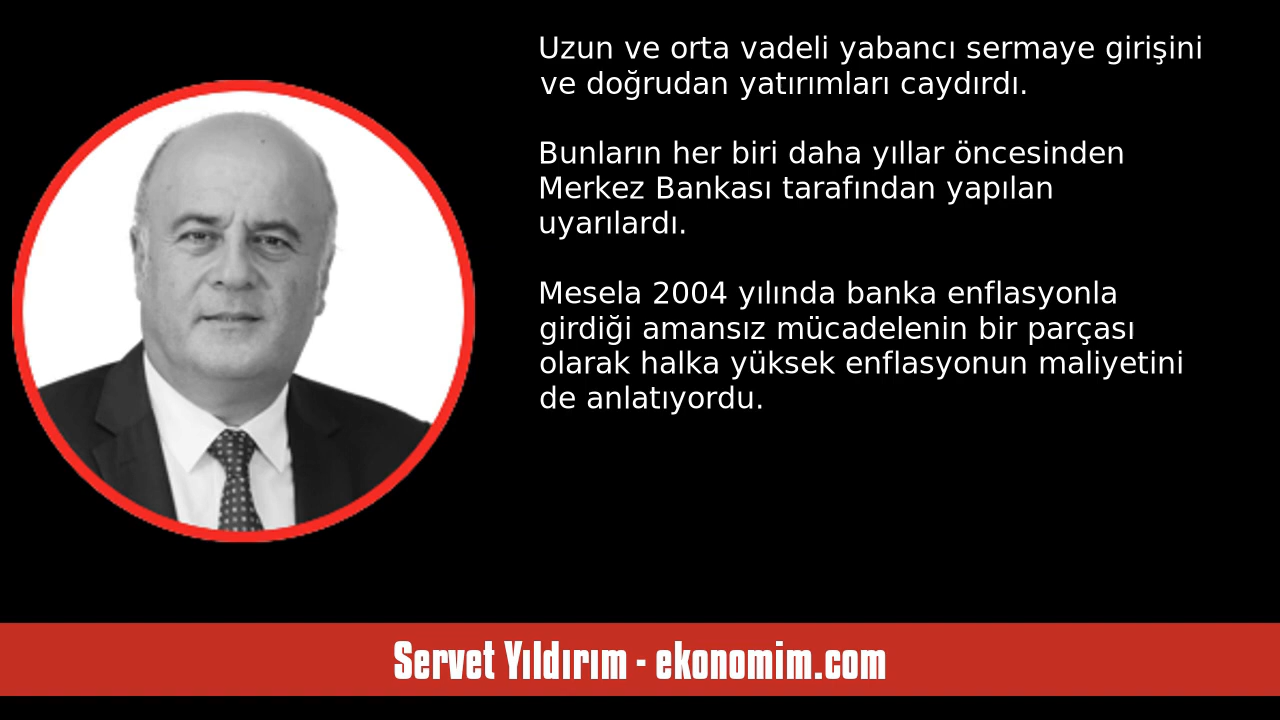 Uzun ve orta vadeli yabancı sermaye girişini
ve doğrudan yatırımları caydırdı.
Bunların her biri daha yıllar öncesinden
Merkez Bankası tarafından yapılan
uyarılardı.
Mesela 2004 yılında banka enflasyonla
girdiği amansız mücadelenin bir parçası
olarak halka yüksek enflasyonun maliyetini
de anlatıyordu.
Servet Yıldırım - ekonomim.com